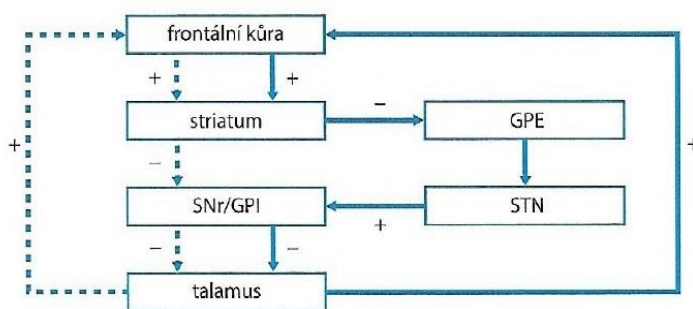 frontální kůra
+ +
striatum
–
GPE
+
–
SNr/GPI
+
STN
– –
talamus
+